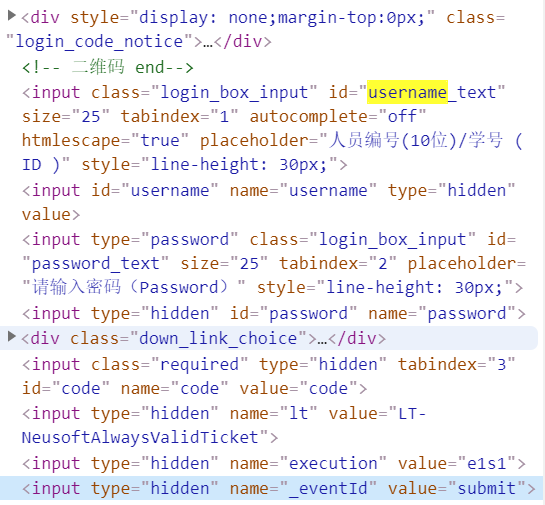 <div style="display: none;margin-top:0px;" class=
"login_code_notice">…</div>
<!-- 二维码 end-->
<input class="login_box_input" id="username_text"
size="25" tabindex="1" autocomplete="off"
htmlescape="true" placeholder="人员编号(10位)/学号 (
ID )" style="line-height: 30px;">
<input id="username" name="username" type="hidden"
value>
<input type="password" class="login_box_input" id=
"password_text" size="25" tabindex="2" placeholder=
"请输入密码（Password）" style="line-height: 30px;">
<input type="hidden" id="password" name="password">
<div class="down_link_choice">…</div>
<input class="required" type="hidden" tabindex="3"
id="code" name="code" value="code">
<input type="hidden" name="lt" value="LT-
NeusoftAlwaysValidTicket">
<input type="hidden" name="execution" value="e1s1">
<input type="hidden" name="_eventId" value="submit">